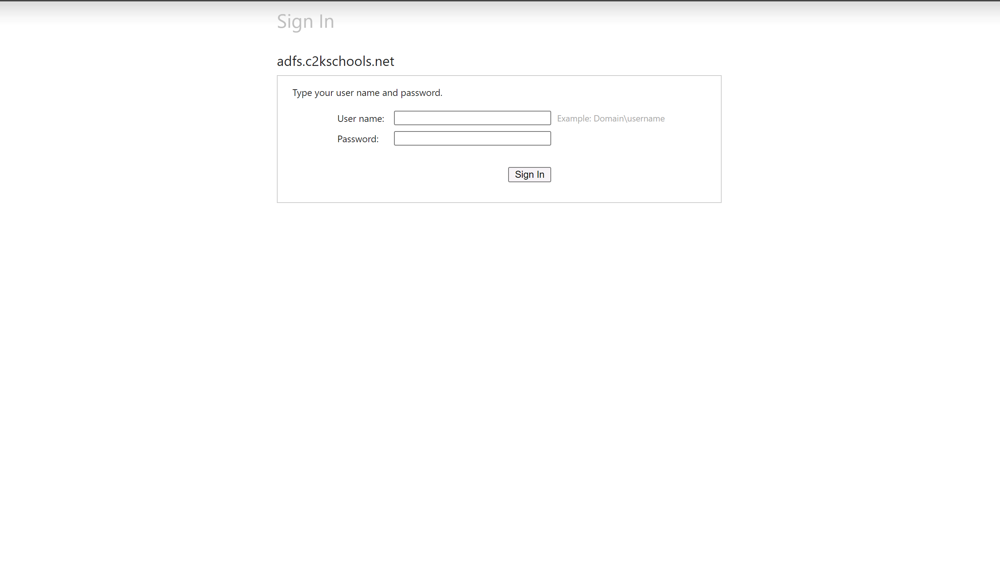 Sign In
adfs.c2kschools.net
Type your user name and password.
User name: Example: Domain\username
Password:
Sign In